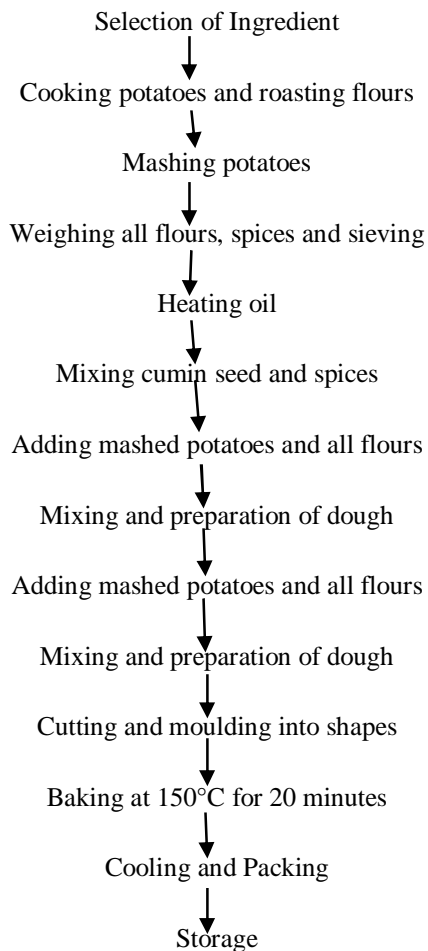 Selection of Ingredient
Cooking potatoes and roasting flours
Mashing potatoes
Weighing all flours, spices and sieving
Heating oil
Mixing cumin seed and spices
Adding mashed potatoes and all flours
Mixing and preparation of dough
Adding mashed potatoes and all flours
Mixing and preparation of dough
Cutting and moulding into shapes
Baking at 150°C for 20 minutes
Cooling and Packing
Storage